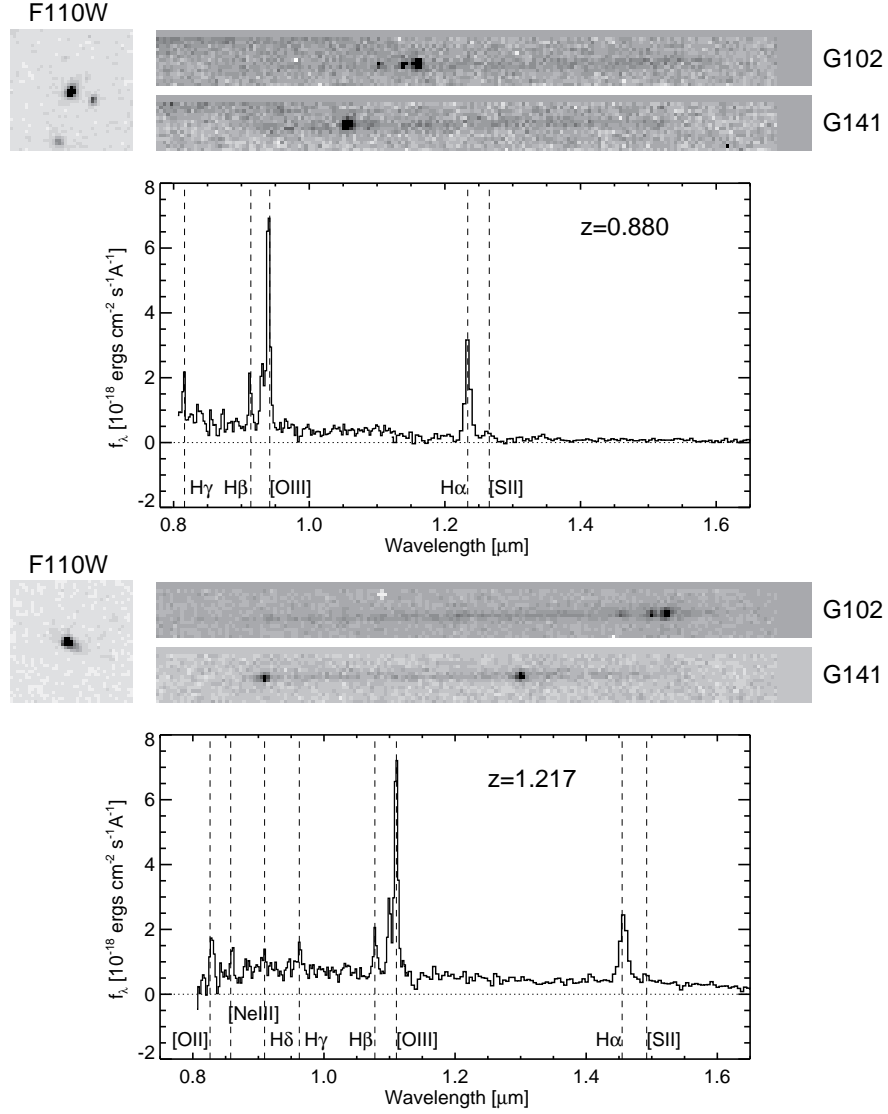 F110W
G102
G141
8
6
4
2
0
-2
f_λ [10^-18 ergs cm^-2 s^-1A^-1]
z=0.880
Hγ Hβ [OIII] Hα [SII]
0.8 1.0 1.2 1.4 1.6
Wavelength [μm]
F110W
G102
G141
8
6
4
2
0
-2
f_λ [10^-18 ergs cm^-2 s^-1A^-1]
z=1.217
[NeIII]
[OII] Hδ Hγ Hβ [OIII] Hα [SII]
0.8 1.0 1.2 1.4 1.6
Wavelength [μm]